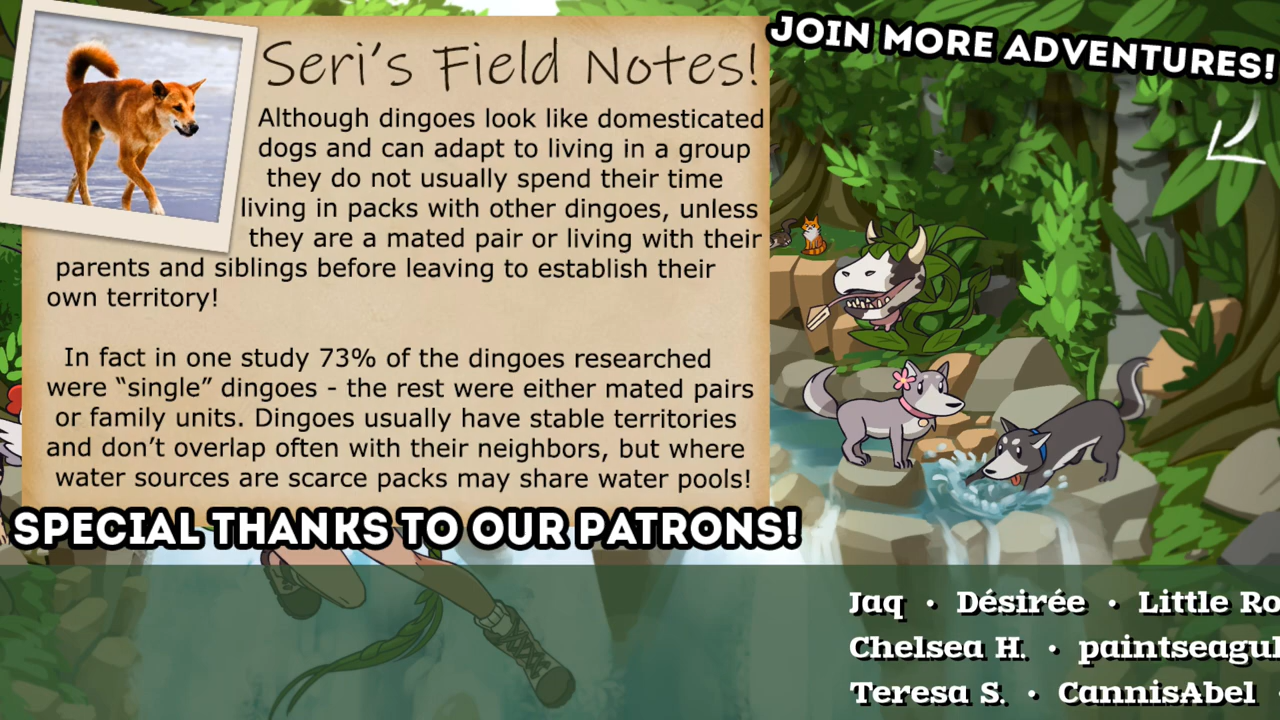 Seri's Field Notes!
Although dingoes look like domesticated
dogs and can adapt to living in a group
they do not usually spend their time
living in packs with other dingoes, unless
they are a mated pair or living with their
parents and siblings before leaving to establish their
own territory!
In fact in one study 73% of the dingoes researched
were “single” dingoes - the rest were either mated pairs
or family units. Dingoes usually have stable territories
and don’t overlap often with their neighbors, but where
water sources are scarce packs may share water pools!
JOIN MORE ADVENTURES!
SPECIAL THANKS TO OUR PATRONS!
Jaq • Désirée • Little Ro
Chelsea H. • paintseagul
Teresa S. • CannisAbel •